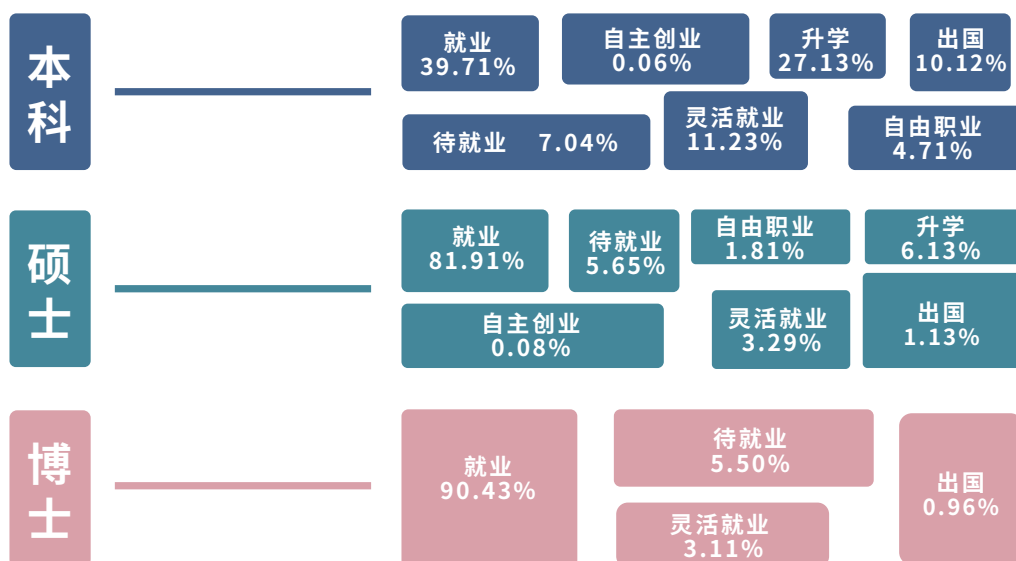 本科
就业
39.71%
自主创业
0.06%
升学
27.13%
出国
10.12%
待就业 7.04%
灵活就业
11.23%
自由职业
4.71%
硕士
就业
81.91%
待就业
5.65%
自由职业
1.81%
升学
6.13%
自主创业
0.08%
灵活就业
3.29%
出国
1.13%
博士
就业
90.43%
待就业
5.50%
灵活就业
3.11%
出国
0.96%